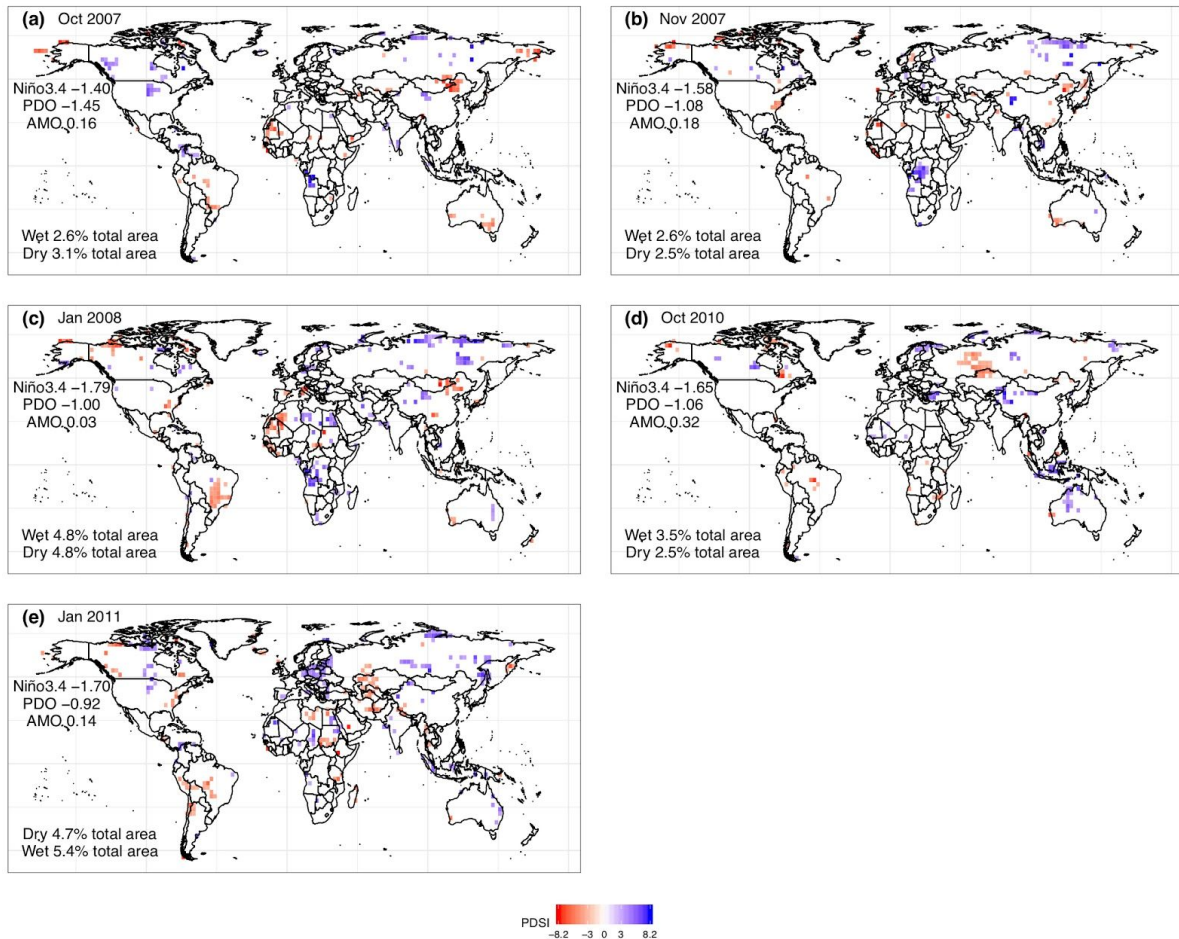 (a) Oct 2007
Niño3.4 −1.40
PDO −1.45
AMO 0.16
Wet 2.6% total area
Dry 3.1% total area
(b) Nov 2007
Niño3.4 −1.58
PDO −1.08
AMO 0.18
Wet 2.6% total area
Dry 2.5% total area
(c) Jan 2008
Niño3.4 −1.79
PDO −1.00
AMO 0.03
Wet 4.8% total area
Dry 4.8% total area
(d) Oct 2010
Niño3.4 −1.65
PDO −1.06
AMO 0.32
Wet 3.5% total area
Dry 2.5% total area
(e) Jan 2011
Niño3.4 −1.70
PDO −0.92
AMO 0.14
Dry 4.7% total area
Wet 5.4% total area
PDSI
−8.2 −3 0 3 8.2